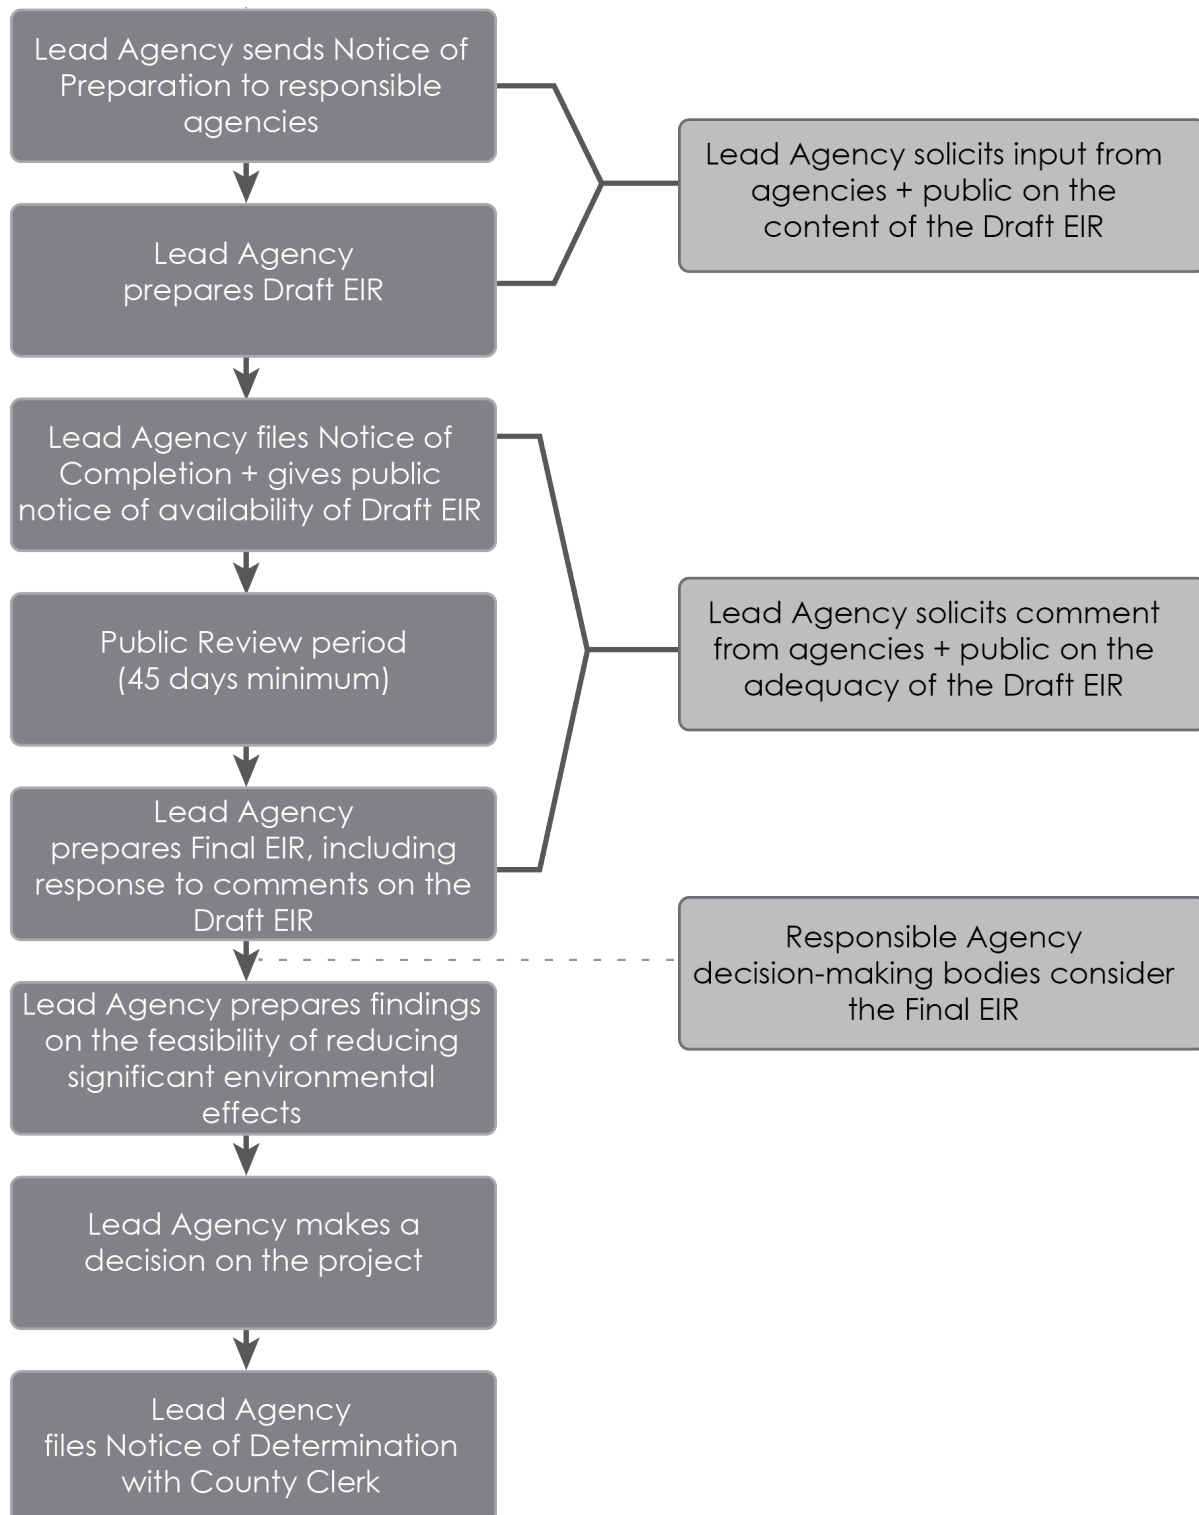 Lead Agency sends Notice of
Preparation to responsible
agencies
Lead Agency solicits input from
agencies + public on the
content of the Draft EIR
Lead Agency
prepares Draft EIR
Lead Agency files Notice of
Completion + gives public
notice of availability of Draft EIR
Public Review period
(45 days minimum)
Lead Agency solicits comment
from agencies + public on the
adequacy of the Draft EIR
Lead Agency
prepares Final EIR, including
response to comments on the
Draft EIR
Responsible Agency
decision-making bodies consider
the Final EIR
Lead Agency prepares findings
on the feasibility of reducing
significant environmental
effects
Lead Agency makes a
decision on the project
Lead Agency
files Notice of Determination
with County Clerk